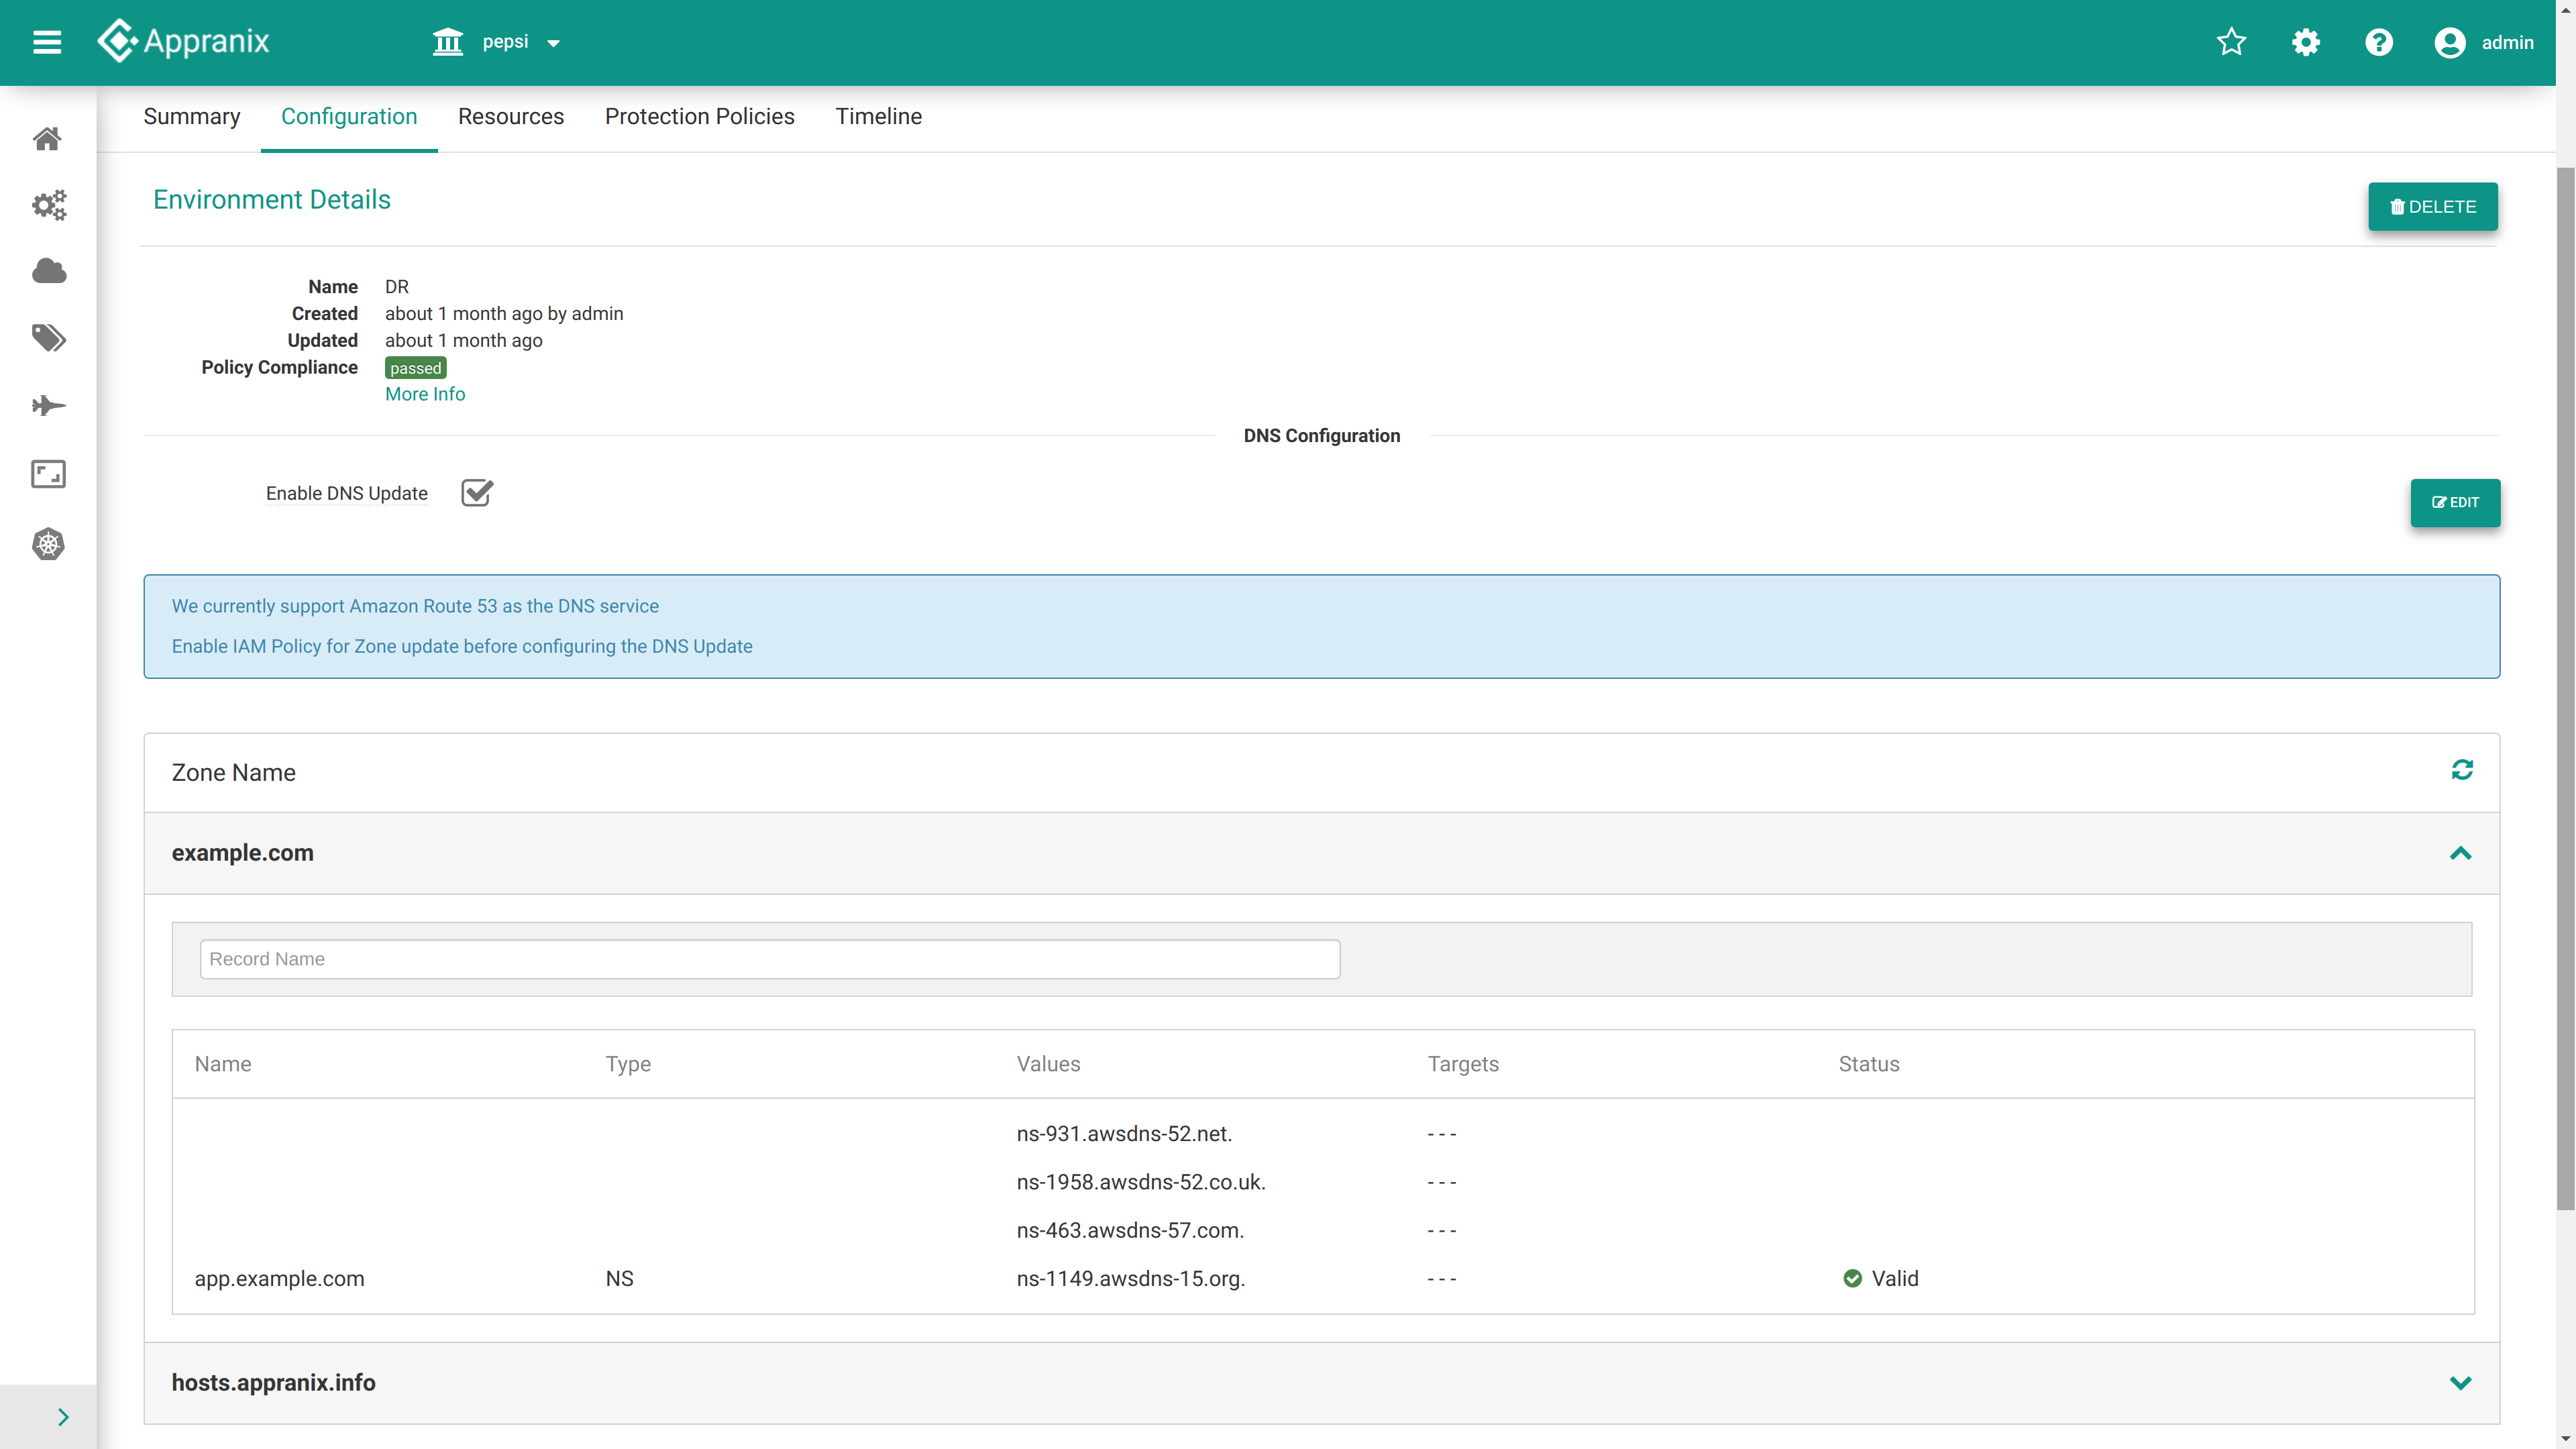 Appranix
pepsi
admin
Summary Configuration Resources Protection Policies Timeline
Environment Details
DELETE
Name DR
Created about 1 month ago by admin
Updated about 1 month ago
Policy Compliance passed
More Info
DNS Configuration
Enable DNS Update
EDIT
We currently support Amazon Route 53 as the DNS service
Enable IAM Policy for Zone update before configuring the DNS Update
Zone Name
example.com
Record Name
Name Type Values Targets Status
ns-931.awsdns-52.net. - - -
ns-1958.awsdns-52.co.uk. - - -
ns-463.awsdns-57.com. - - -
app.example.com NS ns-1149.awsdns-15.org. - - - Valid
hosts.appranix.info